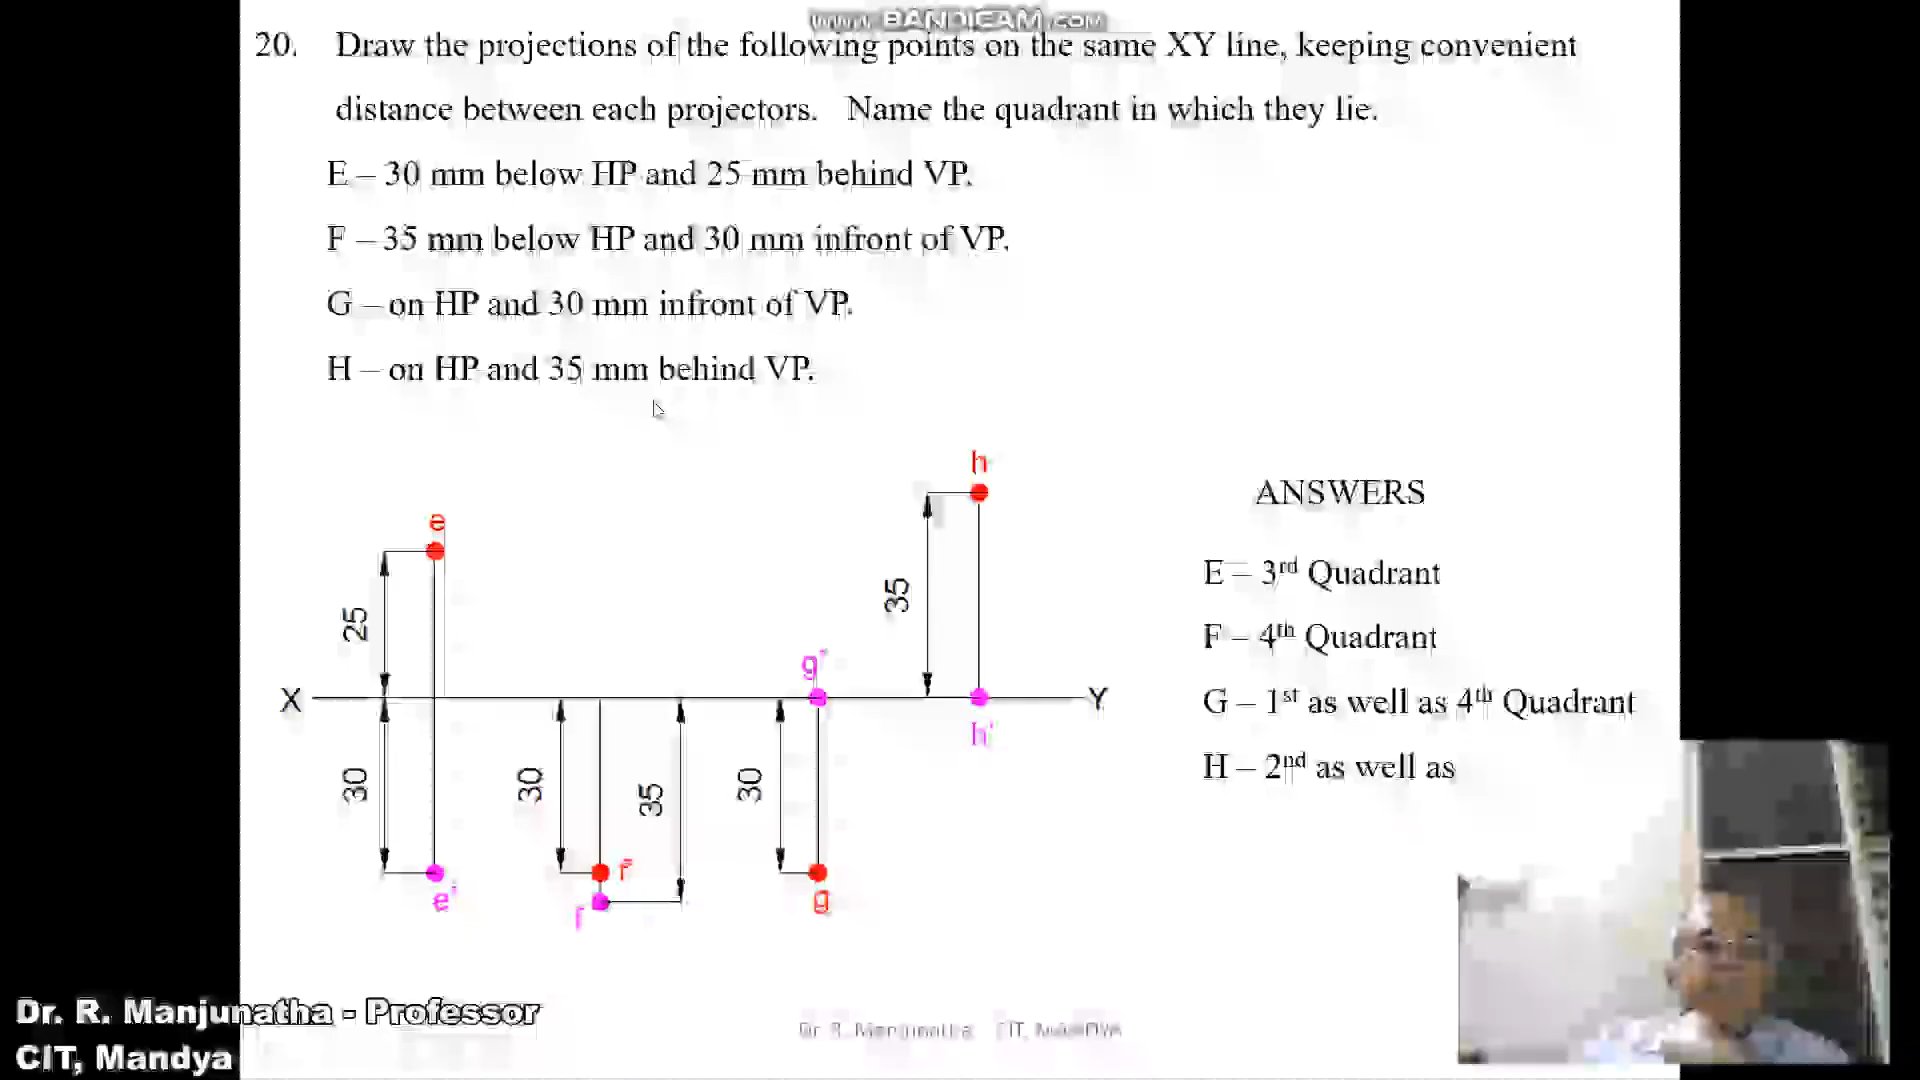 www.BANDICAM.com
20. Draw the projections of the following points on the same XY line, keeping convenient
distance between each projectors. Name the quadrant in which they lie.
E – 30 mm below HP and 25 mm behind VP.
F – 35 mm below HP and 30 mm infront of VP.
G – on HP and 30 mm infront of VP.
H – on HP and 35 mm behind VP.
h
e
35
25
g'
X
Y
h'
30
30
35
30
f
e'
g
ANSWERS
E – 3rd Quadrant
F – 4th Quadrant
G – 1st as well as 4th Quadrant
H – 2nd as well as
Dr. R. Manjunatha - Professor
CIT, Mandya
Dr. R. Manjunatha CIT, MANDYA